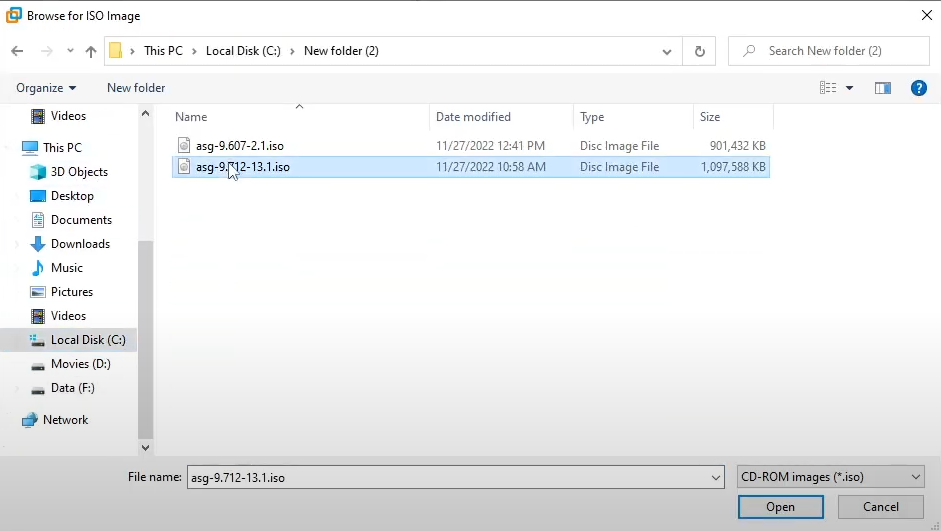 Browse for ISO Image
This PC > Local Disk (C:) > New folder (2)
Search New folder (2)
Organize New folder
Name Date modified Type Size
asg-9.607-2.1.iso 11/27/2022 12:41 PM Disc Image File 901,432 KB
asg-9.712-13.1.iso 11/27/2022 10:58 AM Disc Image File 1,097,588 KB
Videos
This PC
3D Objects
Desktop
Documents
Downloads
Music
Pictures
Videos
Local Disk (C:)
Movies (D:)
Data (F:)
Network
File name: asg-9.712-13.1.iso CD-ROM images (*.iso)
Open Cancel